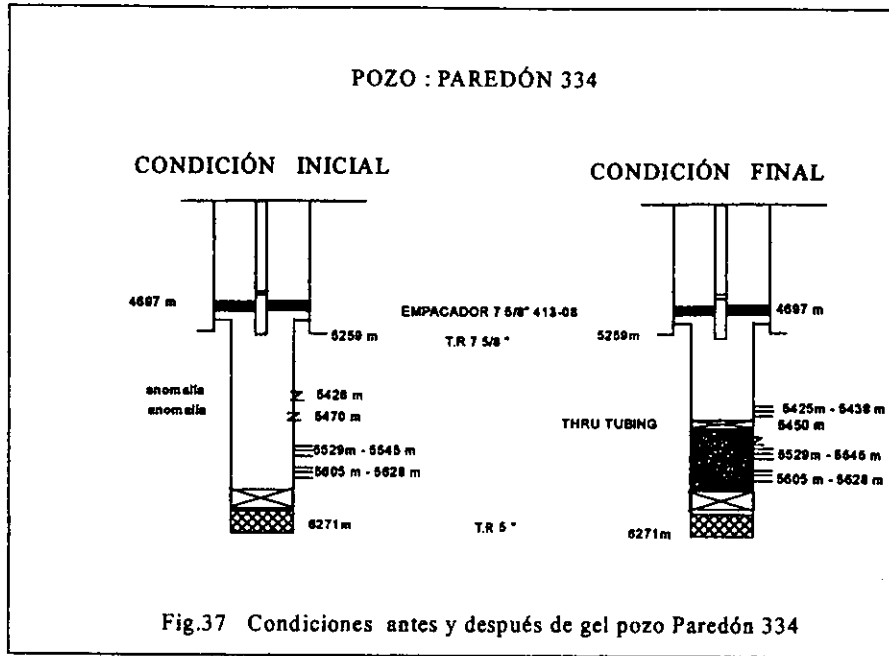 POZO : PAREDÓN 334
CONDICIÓN INICIAL
CONDICIÓN FINAL
4697 m
EMPACADOR 7 5/8" 413-08
4697 m
5259 m
T.R 7 5/8 "
5259m
anomalía
anomalía
5426 m
5470 m
5529m - 5545 m
5605 m - 5628 m
THRU TUBING
5425m - 5438 m
5450 m
5529m - 5545 m
5605 m - 5628 m
6271m
T.R 5 "
6271m
Fig.37 Condiciones antes y después de gel pozo Paredón 334